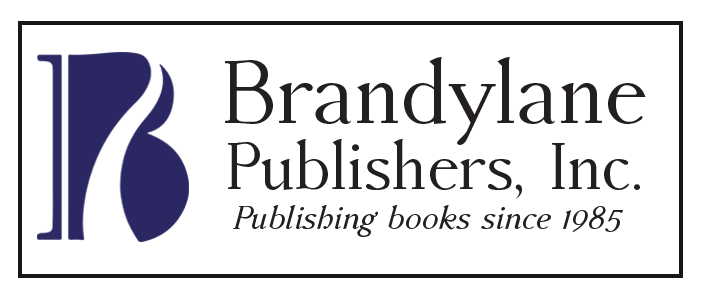 B
Brandylane
Publishers, Inc.
Publishing books since 1985